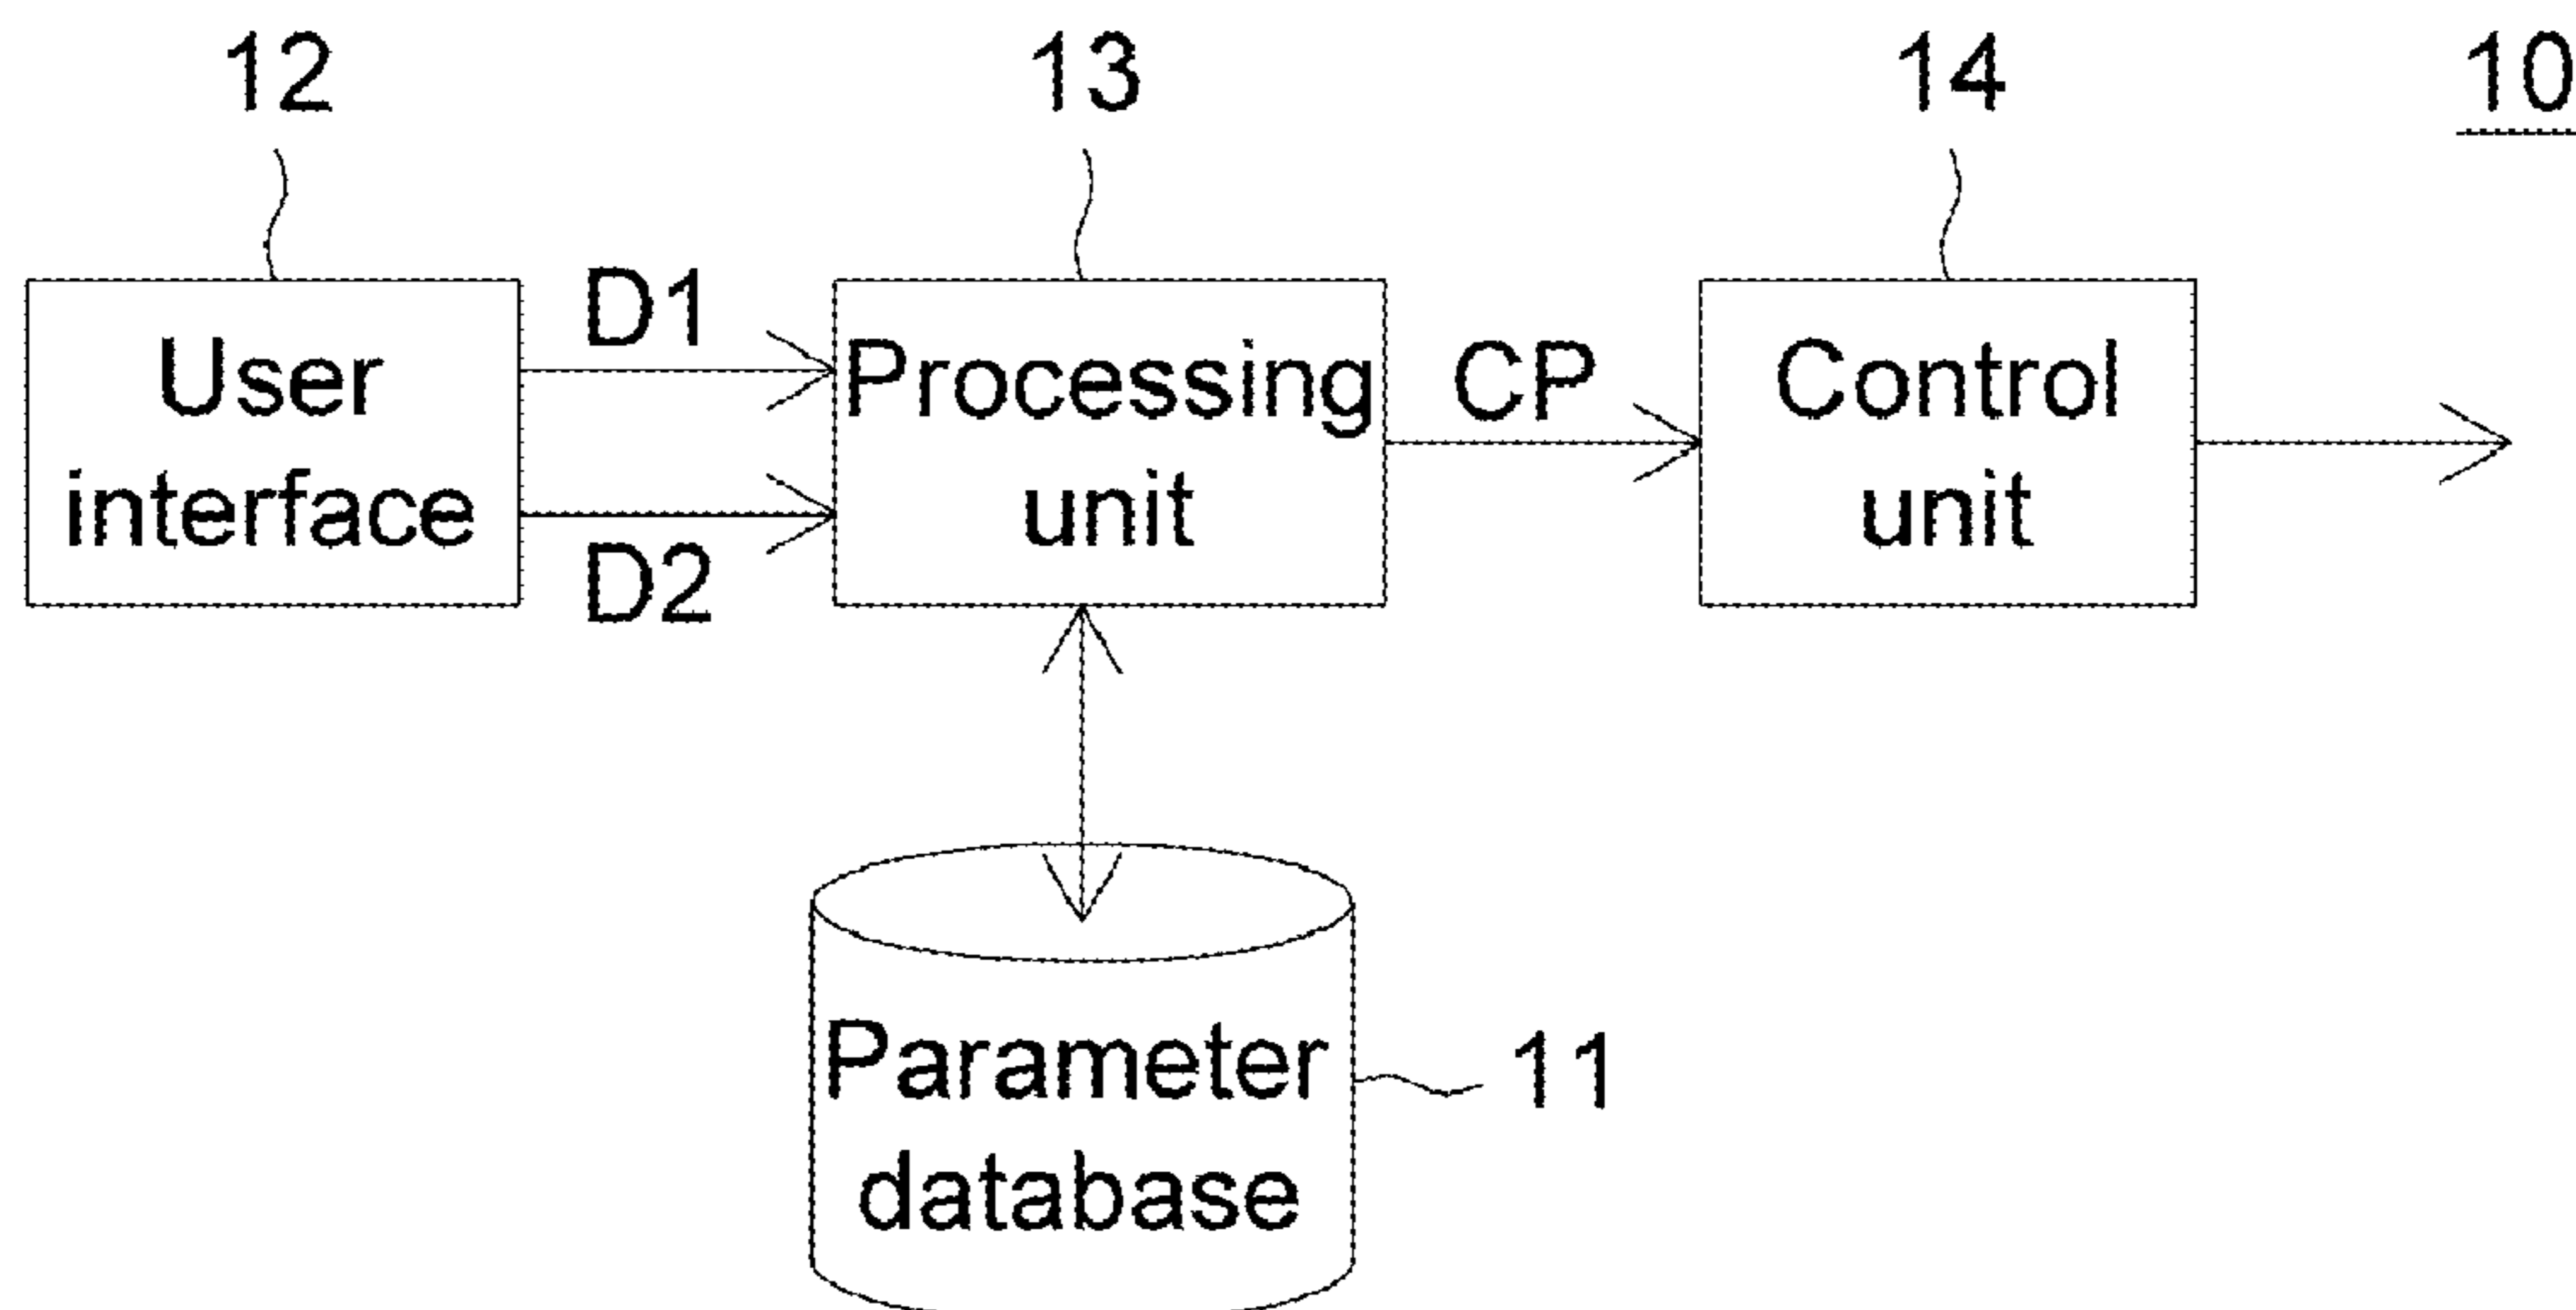 12
13
14
10
D1
User
interface
Processing
unit
CP
Control
unit
D2
Parameter
database
11